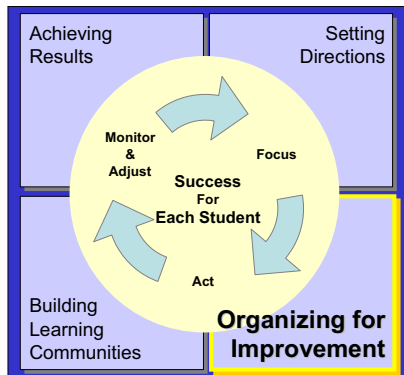 Achieving
Results
Setting
Directions
Monitor
&
Adjust
Focus
Success
For
Each Student
Act
Building
Learning
Communities
Organizing for
Improvement